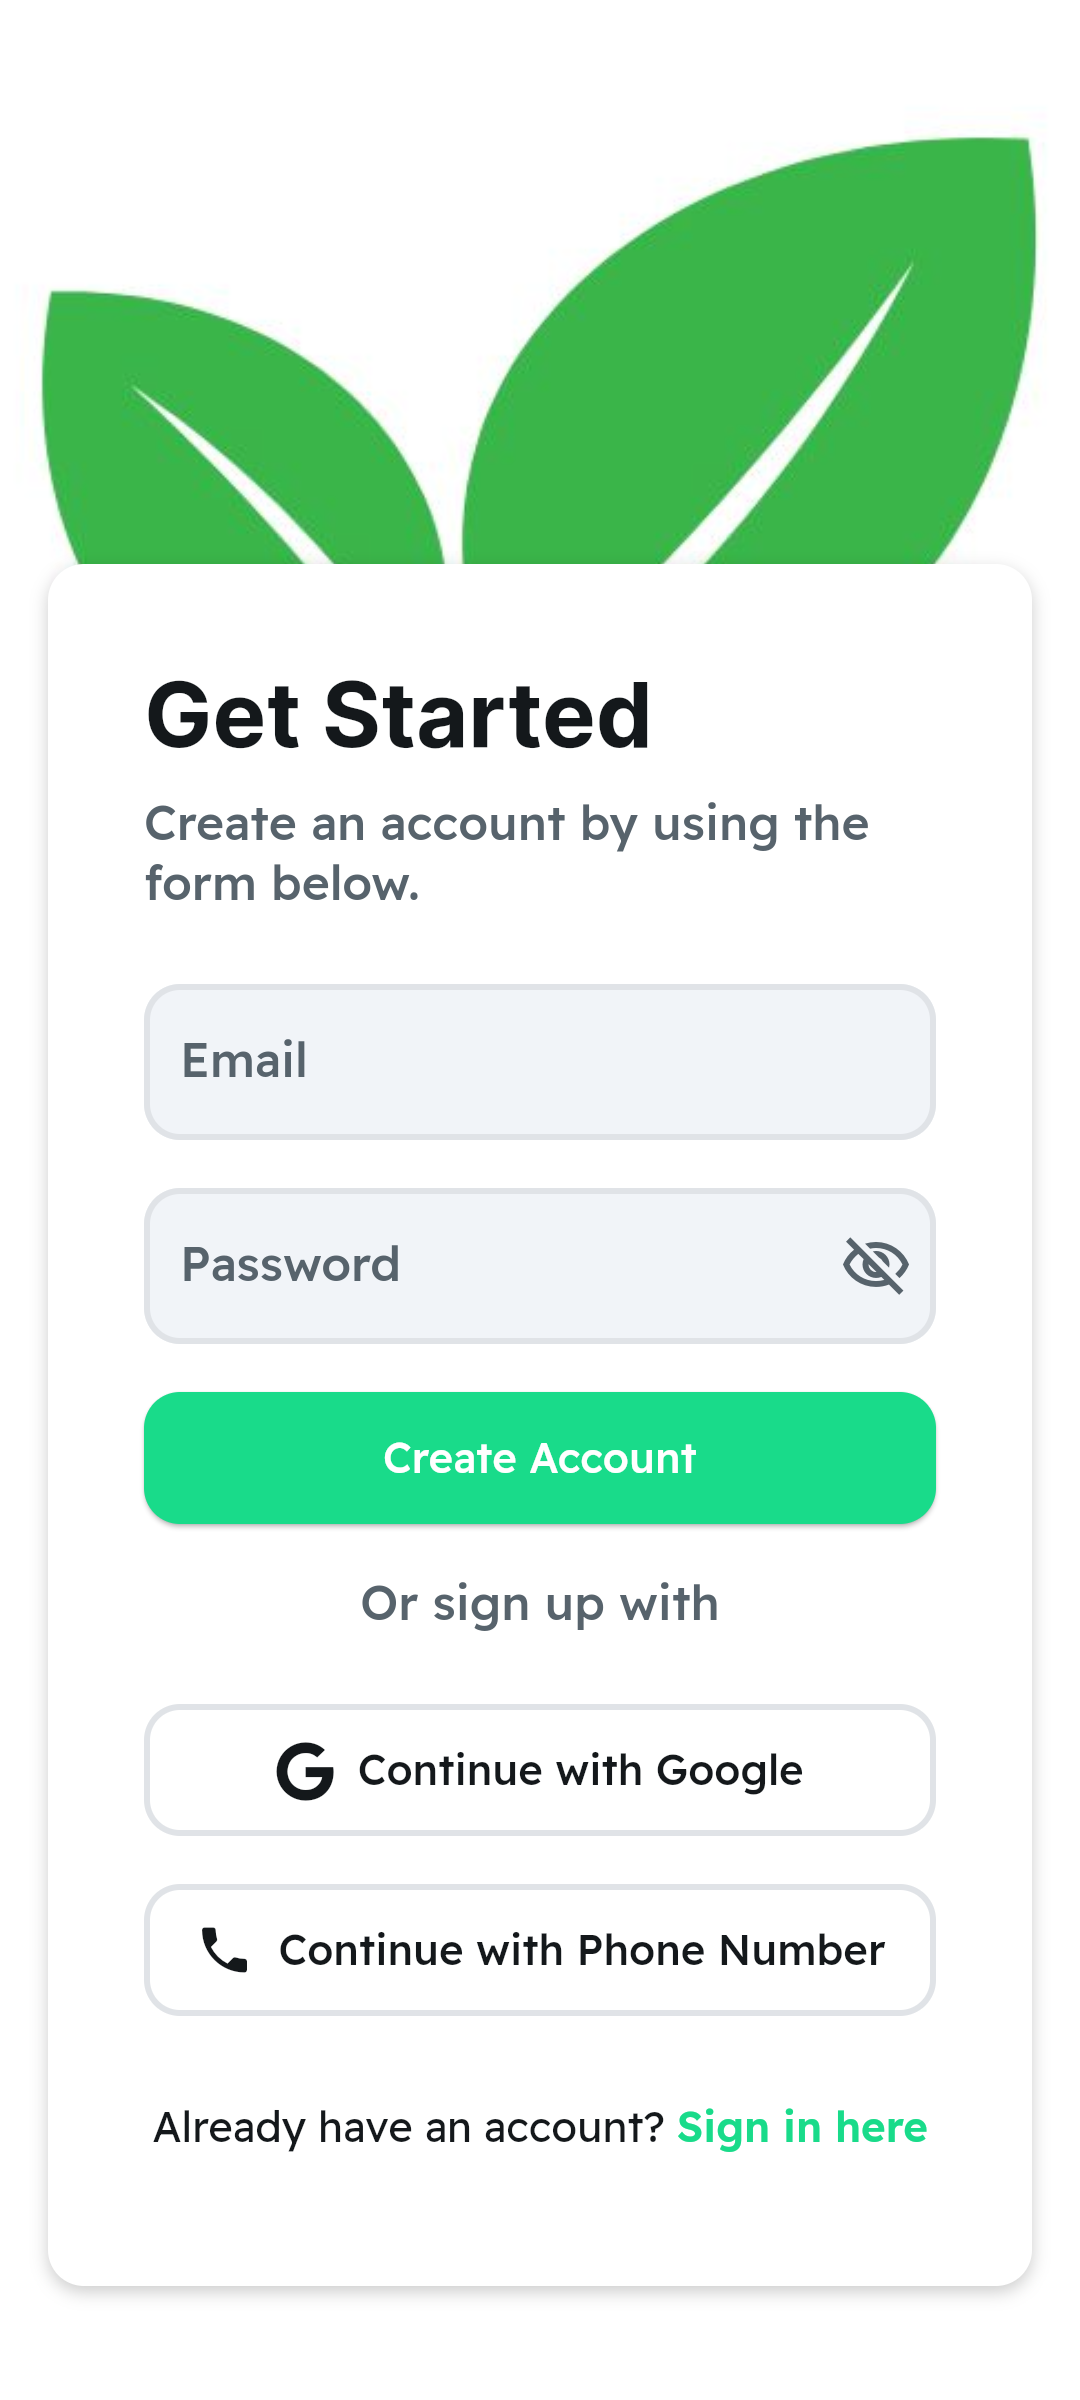 Get Started
Create an account by using the
form below.
Email
Password
Create Account
Or sign up with
Continue with Google
Continue with Phone Number
Already have an account? Sign in here